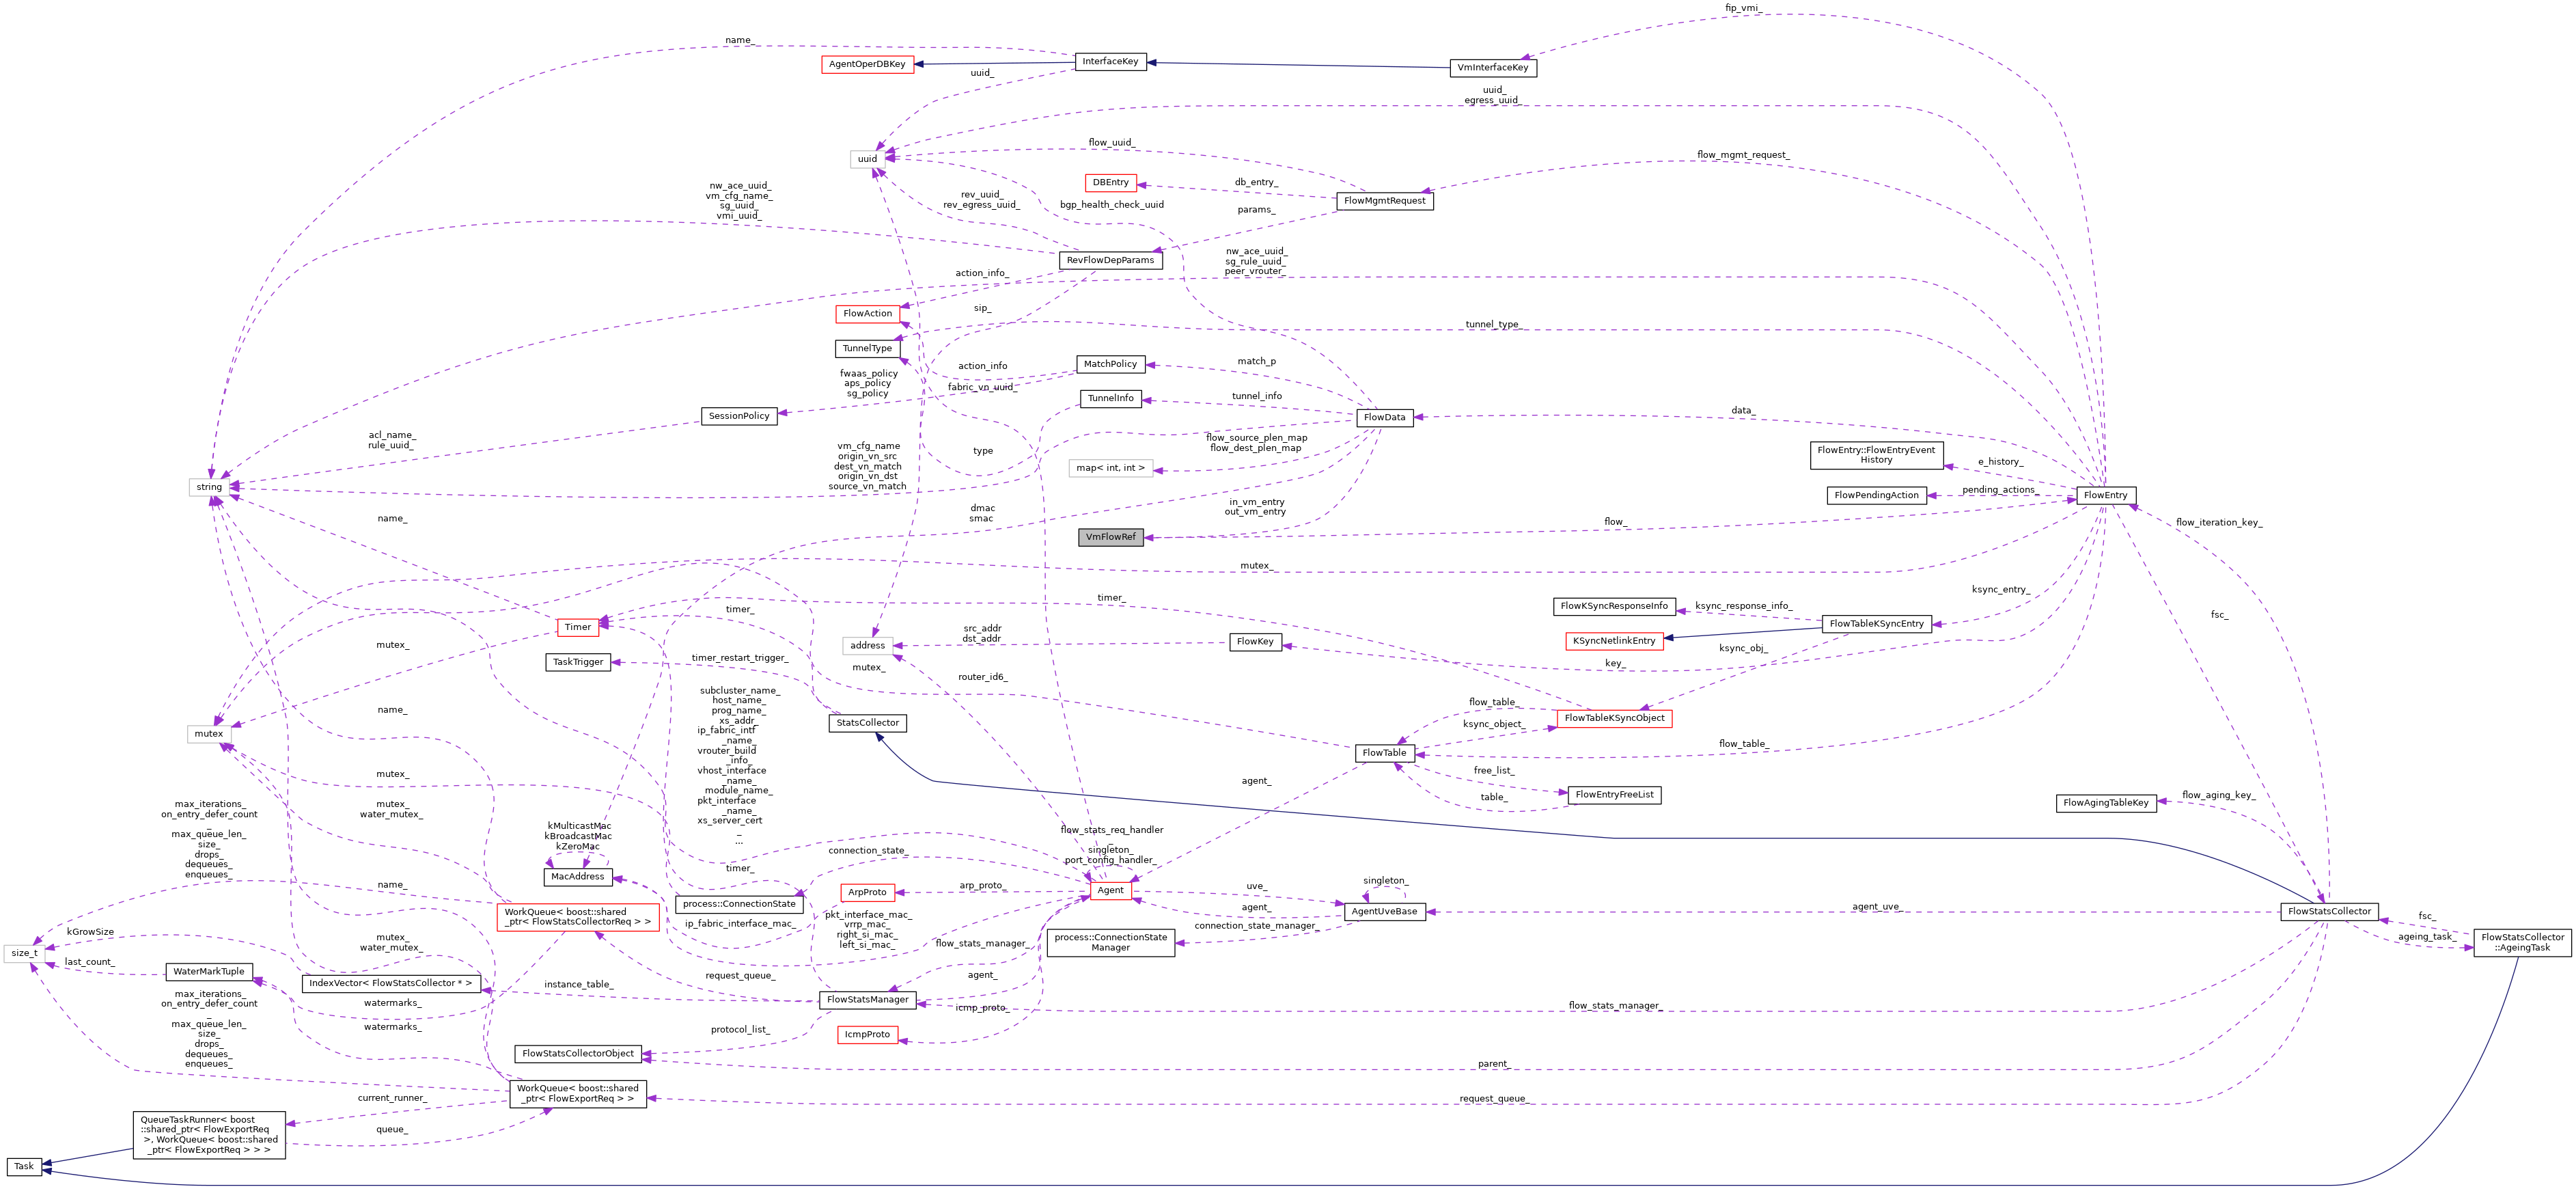 fip_vmi_
name_
AgentOperDBKey
InterfaceKey
VmInterfaceKey
uuid_
uuid_
egress_uuid_
flow_uuid_
flow_mgmt_request_
uuid
DBEntry
db_entry_
FlowMgmtRequest
nw_ace_uuid_
vm_cfg_name_
sg_uuid_
vmi_uuid_
rev_uuid_
rev_egress_uuid_
bgp_health_check_uuid
params_
RevFlowDepParams
nw_ace_uuid_
sg_rule_uuid_
peer_vrouter_
action_info_
FlowAction
sip_
tunnel_type_
TunnelType
MatchPolicy
match_p
action_info
fwaas_policy
aps_policy
sg_policy
fabric_vn_uuid_
TunnelInfo
tunnel_info
SessionPolicy
FlowData
data_
acl_name_
rule_uuid_
flow_source_plen_map
flow_dest_plen_map
vm_cfg_name
origin_vn_src
dest_vn_match
origin_vn_dst
source_vn_match
type
map< int, int >
FlowEntry::FlowEntryEvent
History
e_history_
string
FlowPendingAction
pending_actions_
FlowEntry
in_vm_entry
out_vm_entry
name_
dmac
smac
VmFlowRef
flow_
flow_iteration_key_
mutex_
ksync_entry_
timer_
timer_
FlowKSyncResponseInfo
ksync_response_info_
FlowTableKSyncEntry
fsc_
Timer
src_addr
dst_addr
FlowKey
KSyncNetlinkEntry
address
mutex_
TaskTrigger
timer_restart_trigger_
mutex_
ksync_obj_
key_
router_id6_
subcluster_name_
host_name_
prog_name_
xs_addr_
ip_fabric_intf
_name_
vrouter_build
_info_
vhost_interface
_name_
module_name_
pkt_interface
_name_
xs_server_cert
_
...
name_
StatsCollector
flow_table_
FlowTableKSyncObject
ksync_object_
mutex
FlowTable
flow_table_
mutex_
free_list_
agent_
FlowEntryFreeList
table_
flow_aging_key_
FlowAgingTableKey
max_iterations_
on_entry_defer_count
_
max_queue_len_
size_
drops_
dequeues_
enqueues_
mutex_
water_mutex_
kMulticastMac
kBroadcastMac
kZeroMac
flow_stats_req_handler
_
singleton_
port_config_handler_
connection_state_
MacAddress
timer_
name_
ArpProto
arp_proto_
Agent
uve_
singleton_
process::ConnectionState
AgentUveBase
agent_
agent_uve_
FlowStatsCollector
fsc_
WorkQueue< boost::shared
_ptr< FlowStatsCollectorReq > >
ip_fabric_interface_mac_
pkt_interface_mac_
vrrp_mac_
right_si_mac_
left_si_mac_
connection_state_manager_
kGrowSize
process::ConnectionState
Manager
flow_stats_manager_
ageing_task_
FlowStatsCollector
::AgeingTask
mutex_
water_mutex_
size_t
last_count_
WaterMarkTuple
request_queue_
agent_
IndexVector< FlowStatsCollector * >
instance_table_
FlowStatsManager
max_iterations_
on_entry_defer_count
_
max_queue_len_
size_
drops_
dequeues_
enqueues_
watermarks_
icmp_proto_
flow_stats_manager_
watermarks_
protocol_list_
IcmpProto
FlowStatsCollectorObject
parent_
WorkQueue< boost::shared
_ptr< FlowExportReq > >
current_runner_
request_queue_
QueueTaskRunner< boost
::shared_ptr< FlowExportReq
>, WorkQueue< boost::shared
_ptr< FlowExportReq > > >
queue_
Task